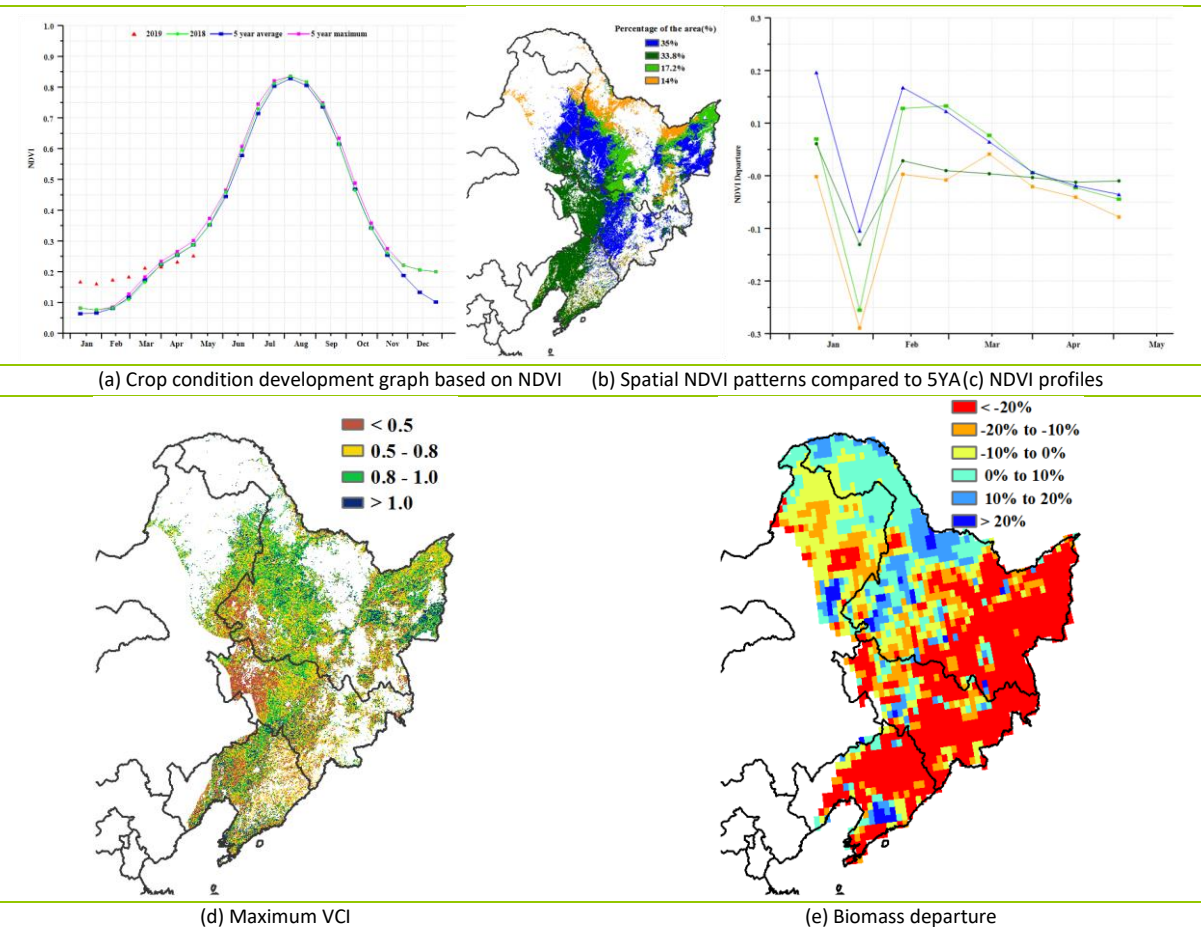 1.0
0.9
0.8
0.7
0.6
0.5
0.4
0.3
0.2
0.1
0.0
NDVI
2019 2018 5 year average 5 year maximum
Jan Feb Mar Apr May Jun Jul Aug Sep Oct Nov Dec
Percentage of the area(%)
35%
33.8%
17.2%
14%
0.3
0.2
0.1
-0.0
-0.1
-0.2
-0.3
NDVI Departure
Jan Feb Mar Apr May
(a) Crop condition development graph based on NDVI (b) Spatial NDVI patterns compared to 5YA (c) NDVI profiles
< 0.5
0.5 - 0.8
0.8 - 1.0
> 1.0
< -20%
-20% to -10%
-10% to 0%
0% to 10%
10% to 20%
> 20%
(d) Maximum VCI (e) Biomass departure